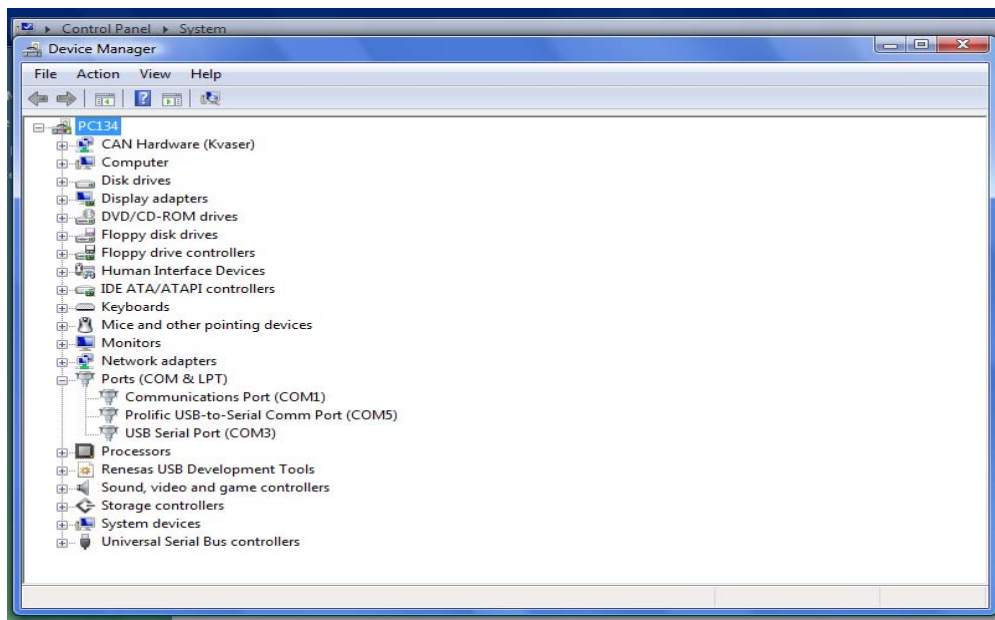 Control Panel System
Device Manager
File Action View Help
PC134
CAN Hardware (Kvaser)
Computer
Disk drives
Display adapters
DVD/CD-ROM drives
Floppy disk drives
Floppy drive controllers
Human Interface Devices
IDE ATA/ATAPI controllers
Keyboards
Mice and other pointing devices
Monitors
Network adapters
Ports (COM & LPT)
Communications Port (COM1)
Prolific USB-to-Serial Comm Port (COM5)
USB Serial Port (COM3)
Processors
Renesas USB Development Tools
Sound, video and game controllers
Storage controllers
System devices
Universal Serial Bus controllers